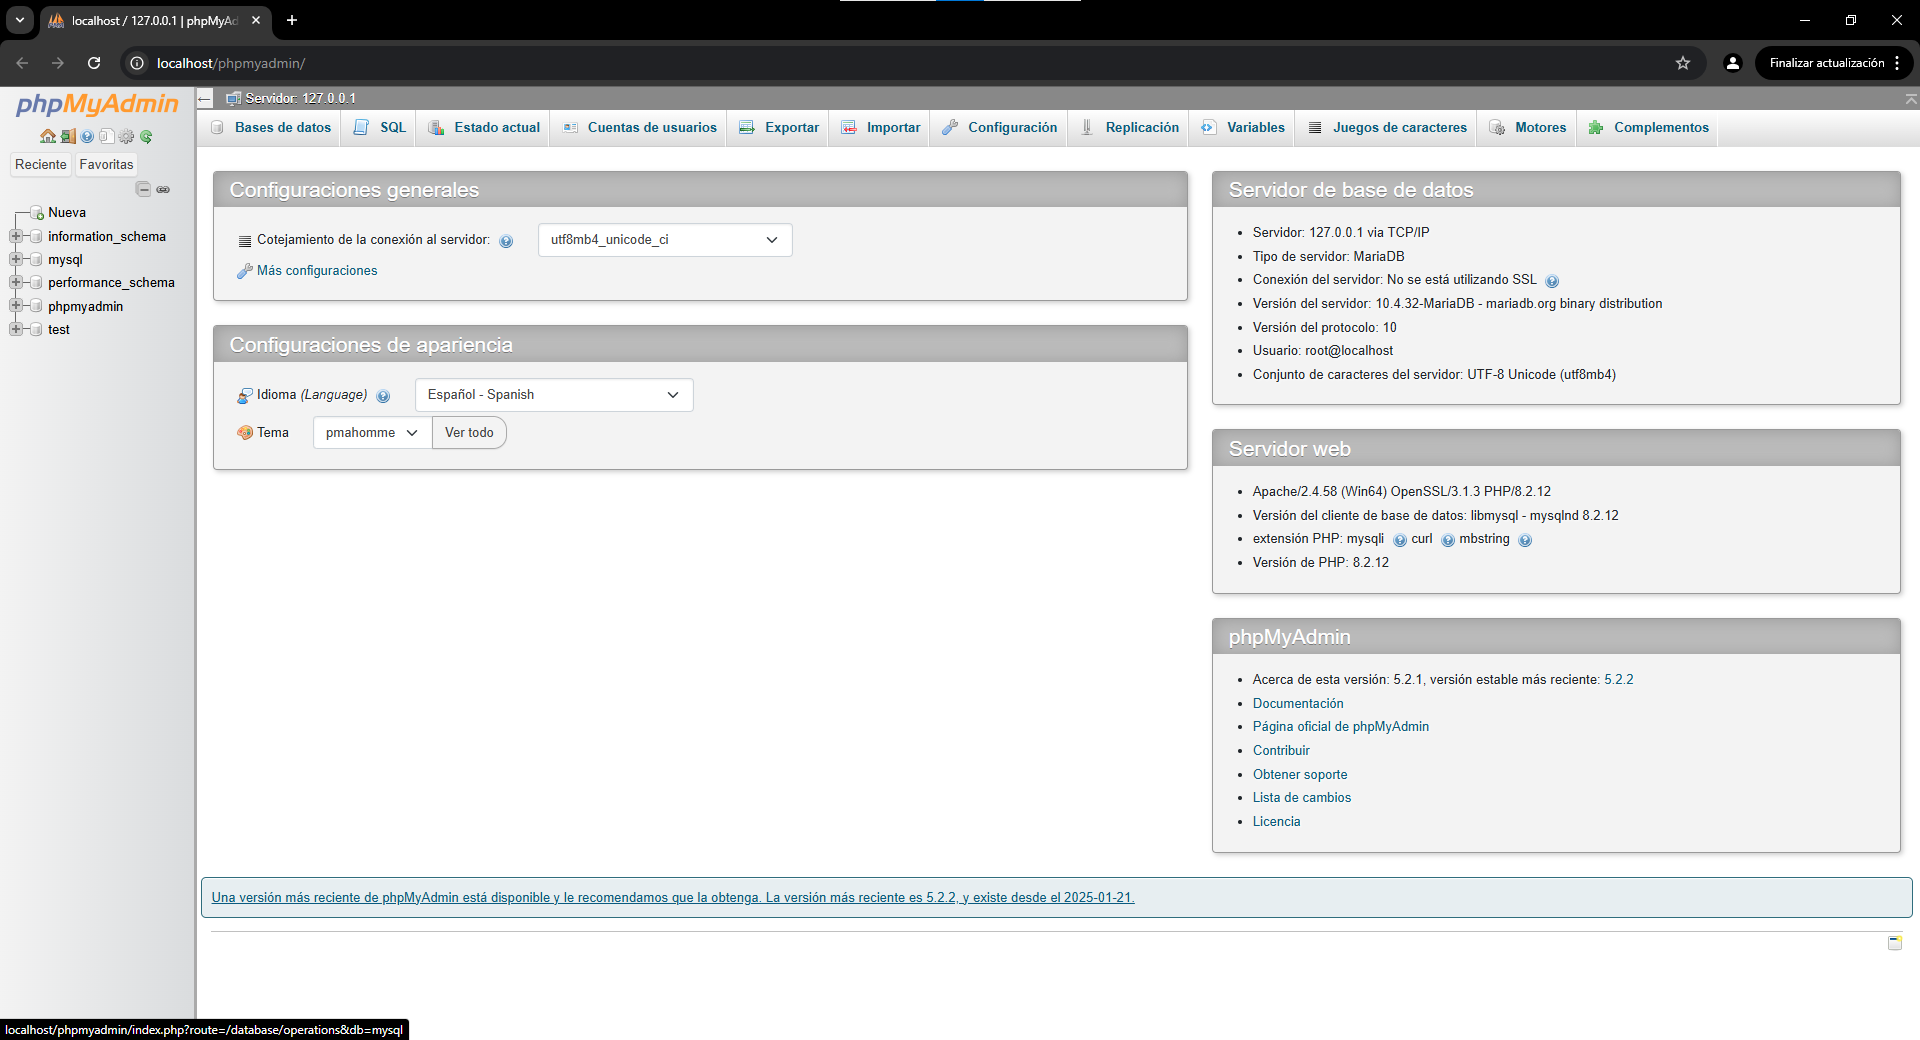 localhost / 127.0.0.1 | phpMyAd
localhost/phpmyadmin/
Finalizar actualización
phpMyAdmin
Reciente
Favoritas
Nueva
information_schema
mysql
performance_schema
phpmyadmin
test
Servidor: 127.0.0.1
Bases de datos
SQL
Estado actual
Cuentas de usuarios
Exportar
Importar
Configuración
Replicación
Variables
Juegos de caracteres
Motores
Complementos
Configuraciones generales
Cotejamiento de la conexión al servidor:
utf8mb4_unicode_ci
Más configuraciones
Configuraciones de apariencia
Idioma (Language)
Español - Spanish
Tema
pmahomme
Ver todo
Servidor de base de datos
Servidor: 127.0.0.1 via TCP/IP
Tipo de servidor: MariaDB
Conexión del servidor: No se está utilizando SSL
Versión del servidor: 10.4.32-MariaDB - mariadb.org binary distribution
Versión del protocolo: 10
Usuario: root@localhost
Conjunto de caracteres del servidor: UTF-8 Unicode (utf8mb4)
Servidor web
Apache/2.4.58 (Win64) OpenSSL/3.1.3 PHP/8.2.12
Versión del cliente de base de datos: libmysql - mysqlnd 8.2.12
extensión PHP: mysqli curl mbstring
Versión de PHP: 8.2.12
phpMyAdmin
Acerca de esta versión: 5.2.1, versión estable más reciente: 5.2.2
Documentación
Página oficial de phpMyAdmin
Contribuir
Obtener soporte
Lista de cambios
Licencia
Una versión más reciente de phpMyAdmin está disponible y le recomendamos que la obtenga. La versión más reciente es 5.2.2, y existe desde el 2025-01-21.
localhost/phpmyadmin/index.php?route=/database/operations&db=mysql